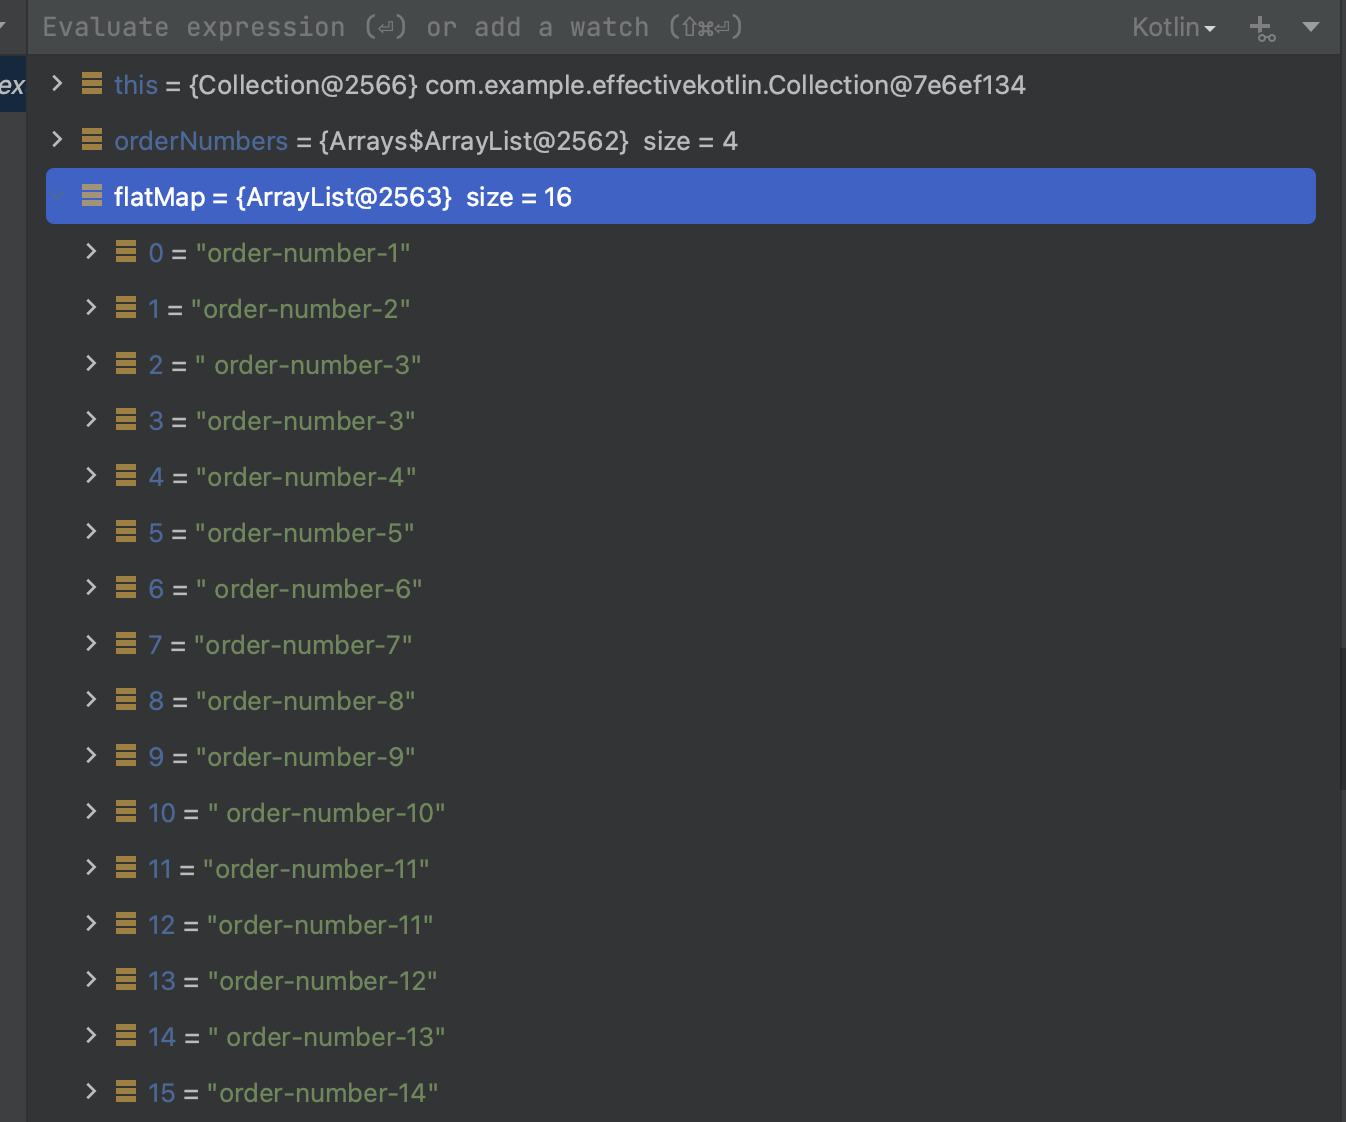 Evaluate expression (⏎) or add a watch (⇧⌘⏎) Kotlin
ex
this = {Collection@2566} com.example.effectivekotlin.Collection@7e6ef134
orderNumbers = {Arrays$ArrayList@2562} size = 4
flatMap = {ArrayList@2563} size = 16
0 = "order-number-1"
1 = "order-number-2"
2 = " order-number-3"
3 = "order-number-3"
4 = "order-number-4"
5 = "order-number-5"
6 = " order-number-6"
7 = "order-number-7"
8 = "order-number-8"
9 = "order-number-9"
10 = " order-number-10"
11 = "order-number-11"
12 = "order-number-11"
13 = "order-number-12"
14 = " order-number-13"
15 = "order-number-14"